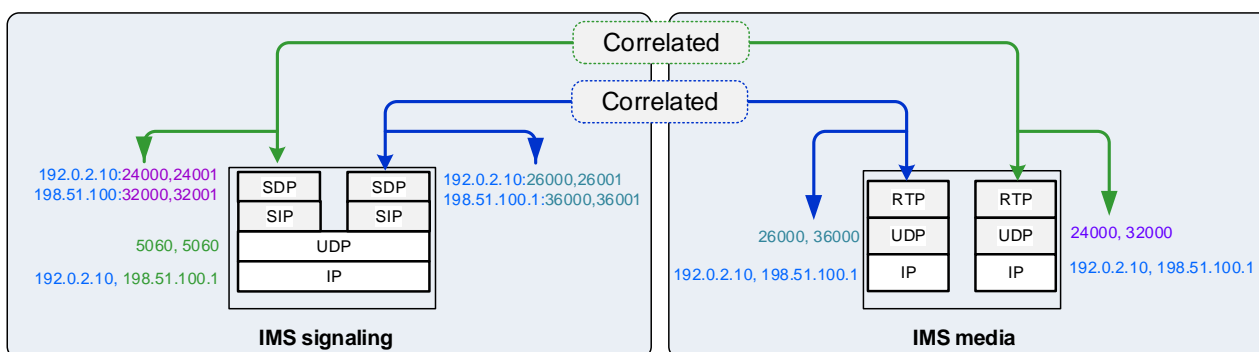 Correlated
Correlated
192.0.2.10:24000,24001
198.51.100:32000,32001
192.0.2.10:26000,26001
198.51.100.1:36000,36001
SDP
SDP
SIP
SIP
5060, 5060
UDP
192.0.2.10, 198.51.100.1
IP
IMS signaling
RTP
RTP
26000, 36000
UDP
UDP
24000, 32000
192.0.2.10, 198.51.100.1
IP
IP
192.0.2.10, 198.51.100.1
IMS media